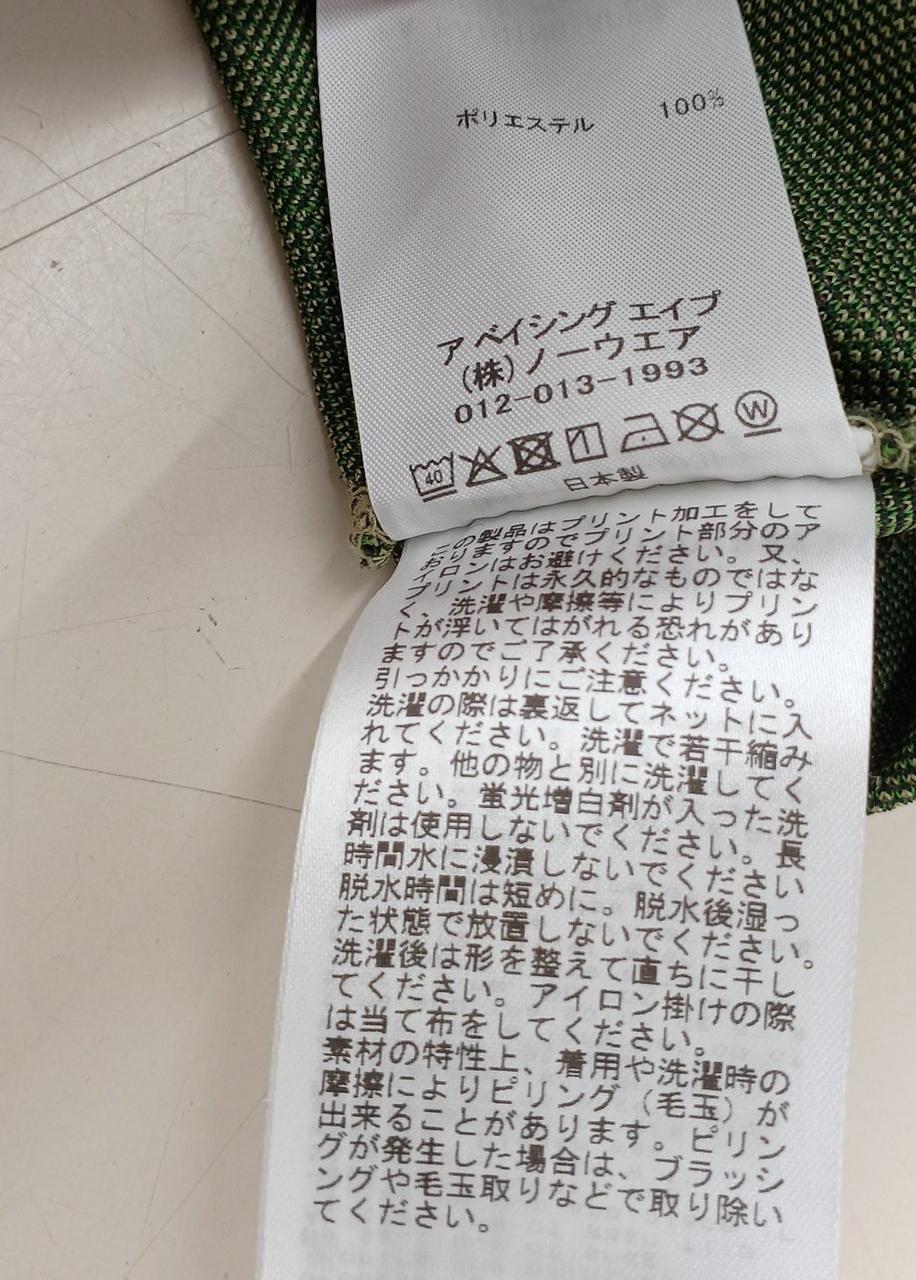 ポリエステル 100%
ア ベイシング エイプ
(株)ノーウエア
012-013-1993
40 W
日本製
この製品はプリント加工をして
おりますのでプリント部分のア
イロンはお避けください。又、
プリントは永久的なものではな
く、洗濯や摩擦等によりプリン
トが浮いてはがれる恐れがあり
ますのでご了承ください。
引っかかりにご注意ください。
洗濯の際は裏返してネットに入
れてください。洗濯で若干縮み
ます。他の物と別に洗濯してく
ださい。蛍光増白剤が入った洗
剤は使用しないでください。長
時間水に浸漬しないでください
脱水時間は短めに。脱水後湿っ
た状態で放置しないでください。
洗濯後は形を整えて直ちに干し
てください。アイロン掛けの際
は当て布をしてください。
素材の特性上、着用や洗濯時の
摩擦によりピリング(毛玉)が
出来ることがあります。ピリン
グが発生した場合は、ブラッシ
ングや毛玉取りなどで取り除い
てください。